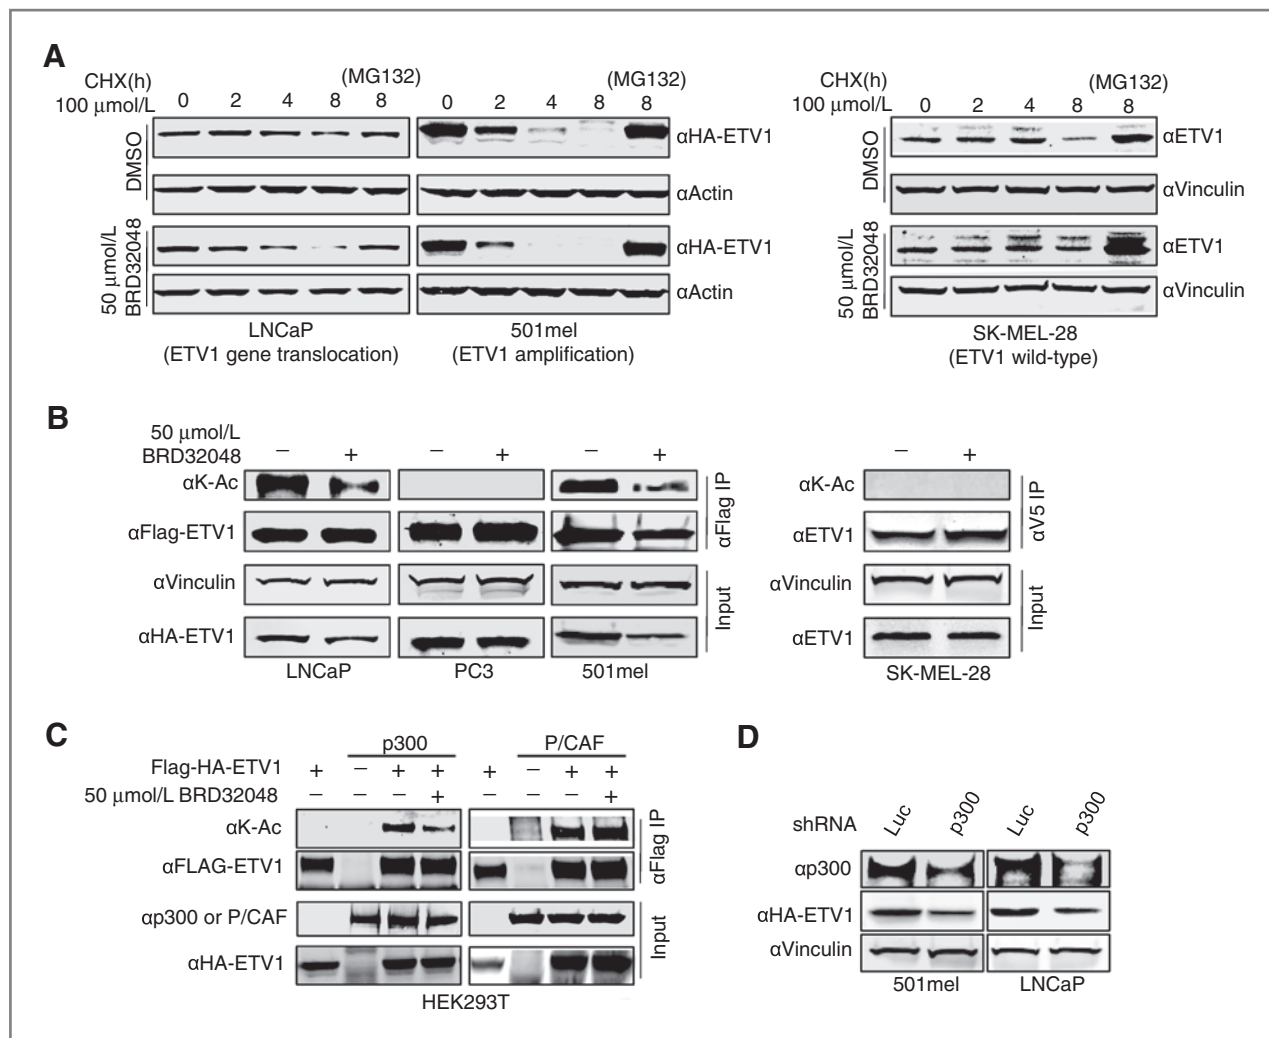 A
CHX(h) (MG132) (MG132) (MG132)
100 μmol/L 0 2 4 8 8 0 2 4 8 8 100 μmol/L 0 2 4 8 8
DMSO αHA-ETV1 DMSO αETV1
αActin αVinculin
CHX(h)
50 μmol/L BRD32048 αHA-ETV1 50 μmol/L BRD32048 αETV1
αActin αVinculin
LNCaP 501mel SK-MEL-28
(ETV1 gene translocation) (ETV1 amplification) (ETV1 wild-type)
B
50 μmol/L
BRD32048 – + – + – + – +
αK-Ac αFlag IP αK-Ac αV5 IP
αFlag-ETV1 αETV1
αVinculin Input αVinculin Input
αHA-ETV1 αETV1
LNCaP PC3 501mel SK-MEL-28
C
p300 P/CAF
Flag-HA-ETV1 + – + + + – + +
50 μmol/L BRD32048 – – – + – – – +
αK-Ac αFlag IP
αFLAG-ETV1
αp300 or P/CAF Input
αHA-ETV1
HEK293T
D
shRNA Luc p300 Luc p300
αp300
αHA-ETV1
αVinculin
501mel LNCaP